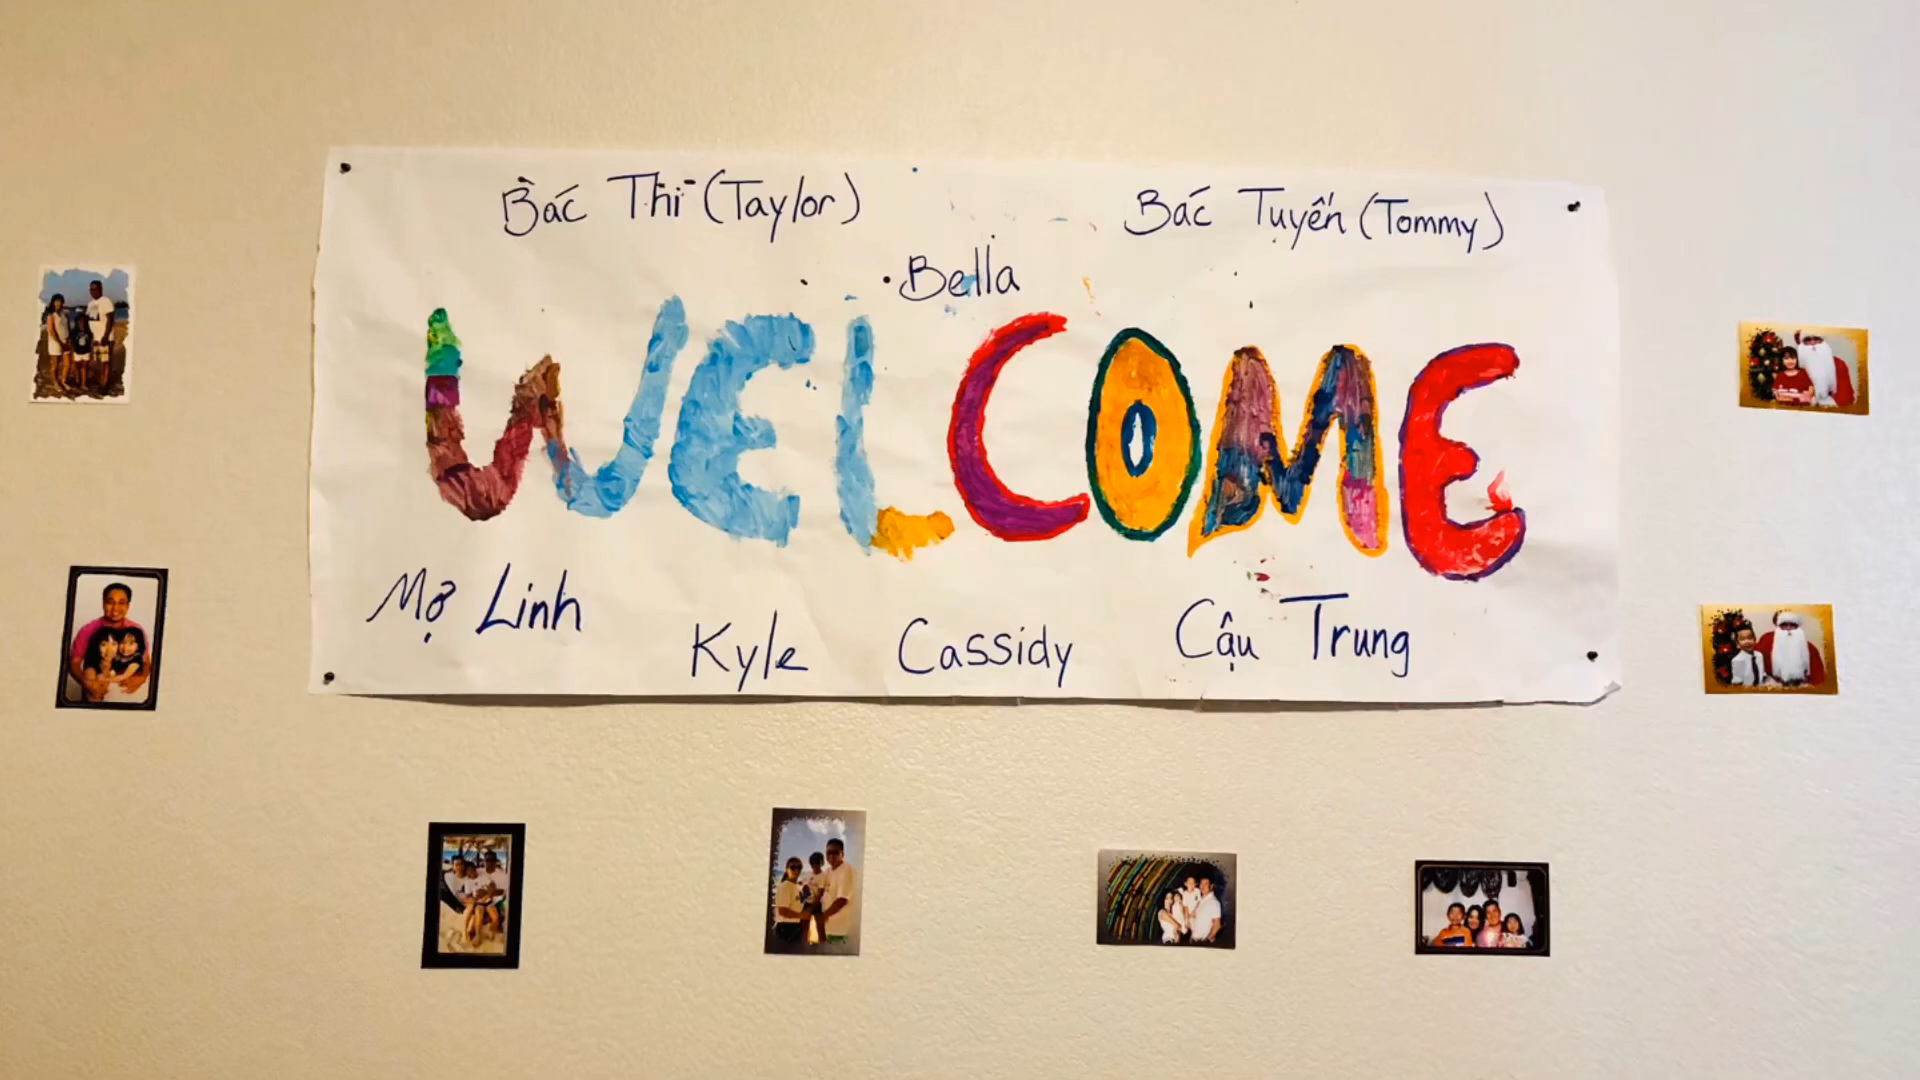 Bác Thi (Taylor)
Bác Tuyến (Tommy)
Bella
WELCOME
Mợ Linh
Kyle
Cassidy
Cậu Trung